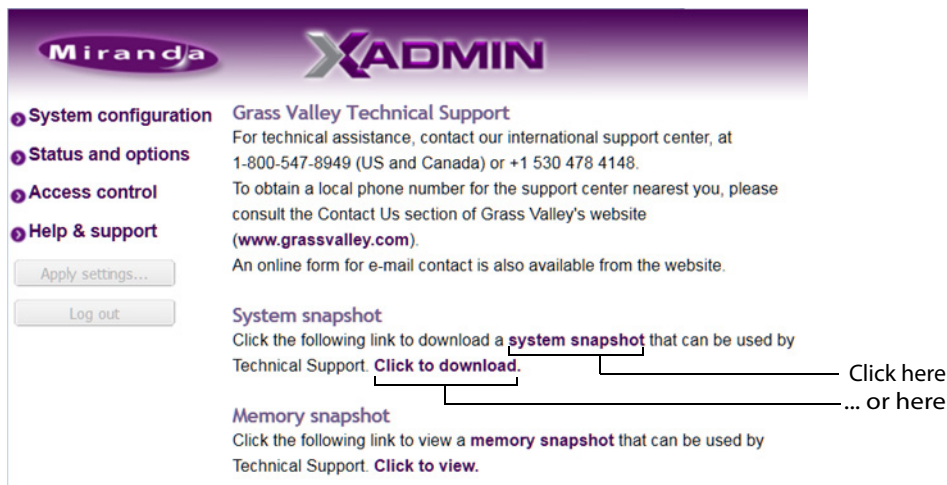 Miranda
XADMIN
System configuration
Status and options
Access control
Help & support
Apply settings...
Log out
Grass Valley Technical Support
For technical assistance, contact our international support center, at
1-800-547-8949 (US and Canada) or +1 530 478 4148.
To obtain a local phone number for the support center nearest you, please
consult the Contact Us section of Grass Valley's website
(www.grassvalley.com).
An online form for e-mail contact is also available from the website.
System snapshot
Click the following link to download a system snapshot that can be used by
Technical Support. Click to download.
Click here
... or here
Memory snapshot
Click the following link to view a memory snapshot that can be used by
Technical Support. Click to view.